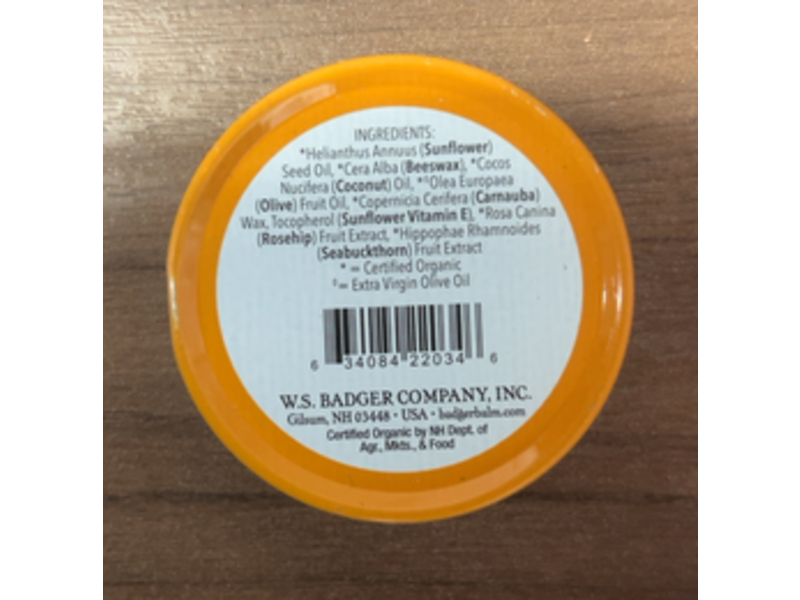 INGREDIENTS:
*Helianthus Annuus (Sunflower)
Seed Oil, *Cera Alba (Beeswax), *Cocos
Nucifera (Coconut) Oil, *§Olea Europaea
(Olive) Fruit Oil, *Copernicia Cerifera (Carnauba)
Wax, Tocopherol (Sunflower Vitamin E), *Rosa Canina
(Rosehip) Fruit Extract, *Hippophae Rhamnoides
(Seabuckthorn) Fruit Extract
* = Certified Organic
§= Extra Virgin Olive Oil
6 34084 22034 6
W.S. BADGER COMPANY, INC.
Gilsum, NH 03448 • USA • badgerbalm.com
Certified Organic by NH Dept. of
Agr., Mkts., & Food